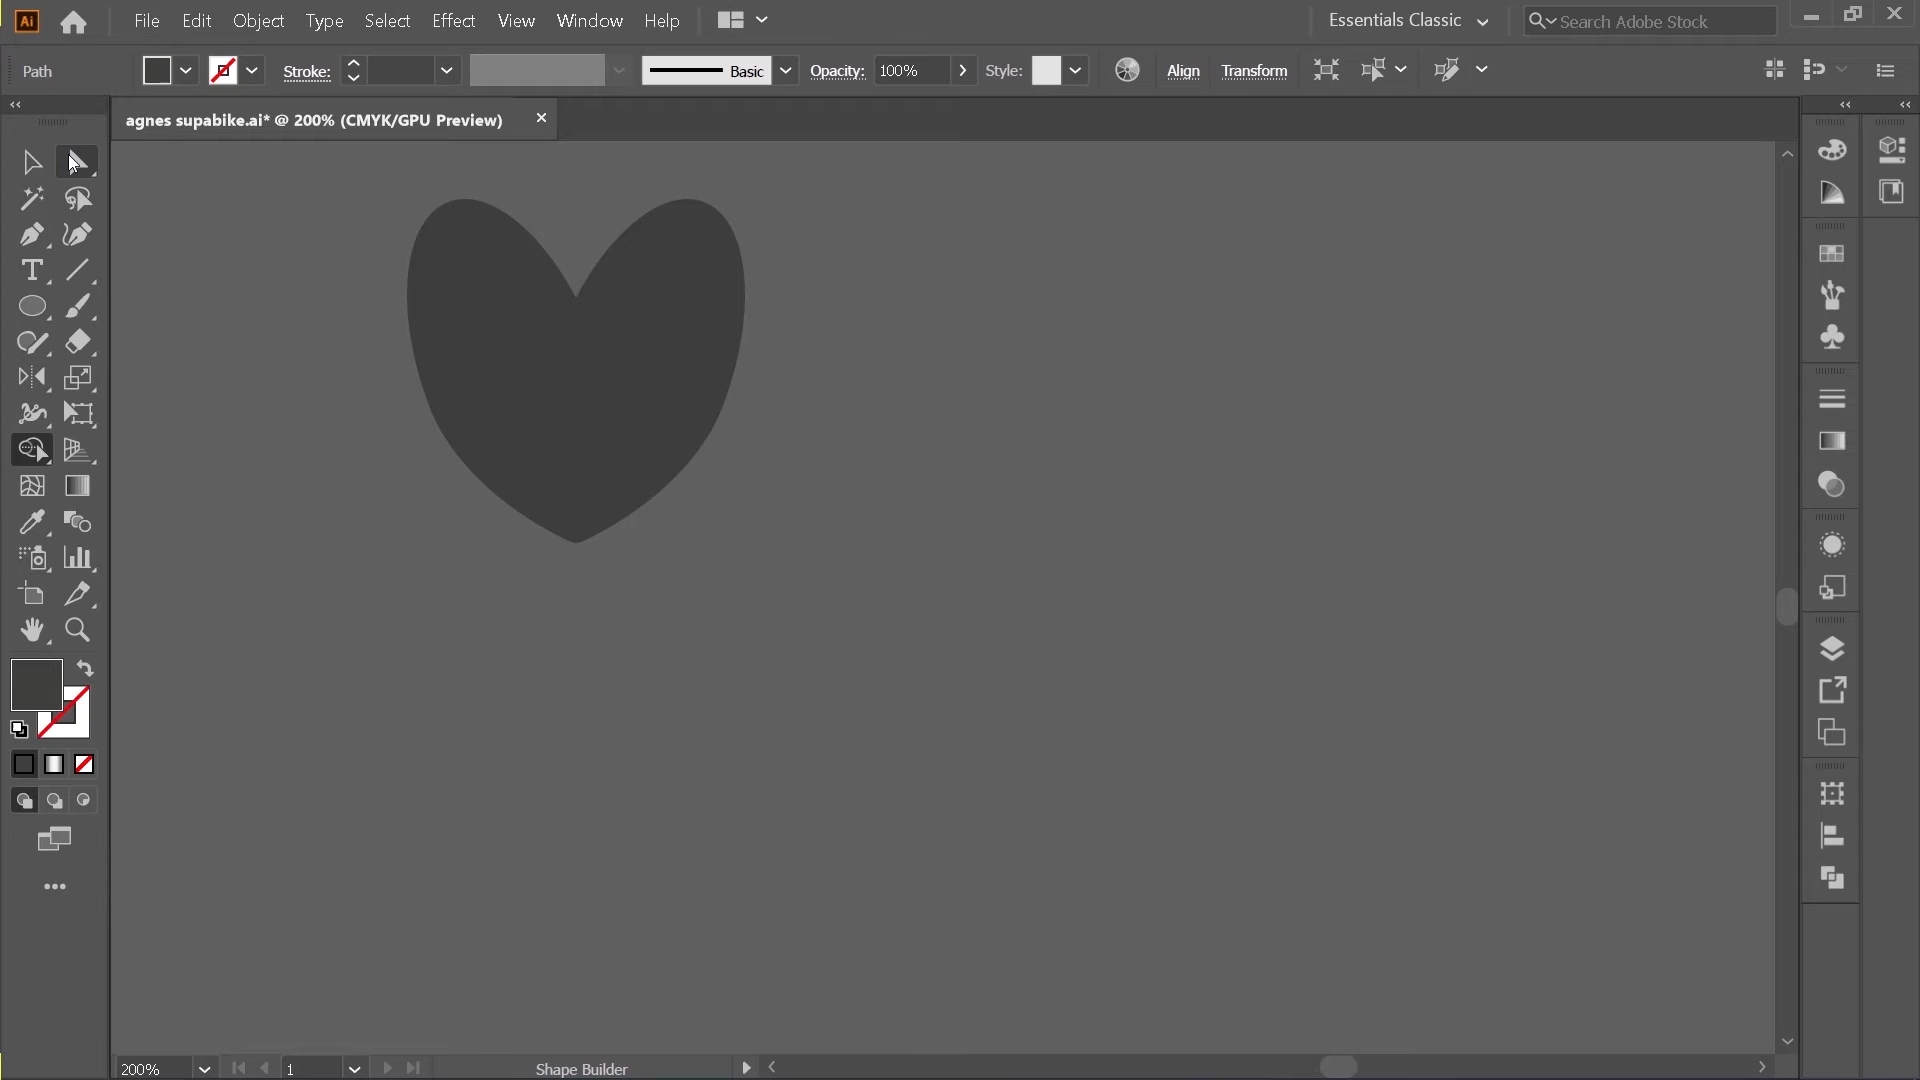 Ai File Edit Object Type Select Effect View Window Help Essentials Classic Search Adobe Stock
Path Stroke: Basic Opacity: 100% Style: Align Transform
agnes supabike.ai* @ 200% (CMYK/GPU Preview)
T
200% 1 Shape Builder